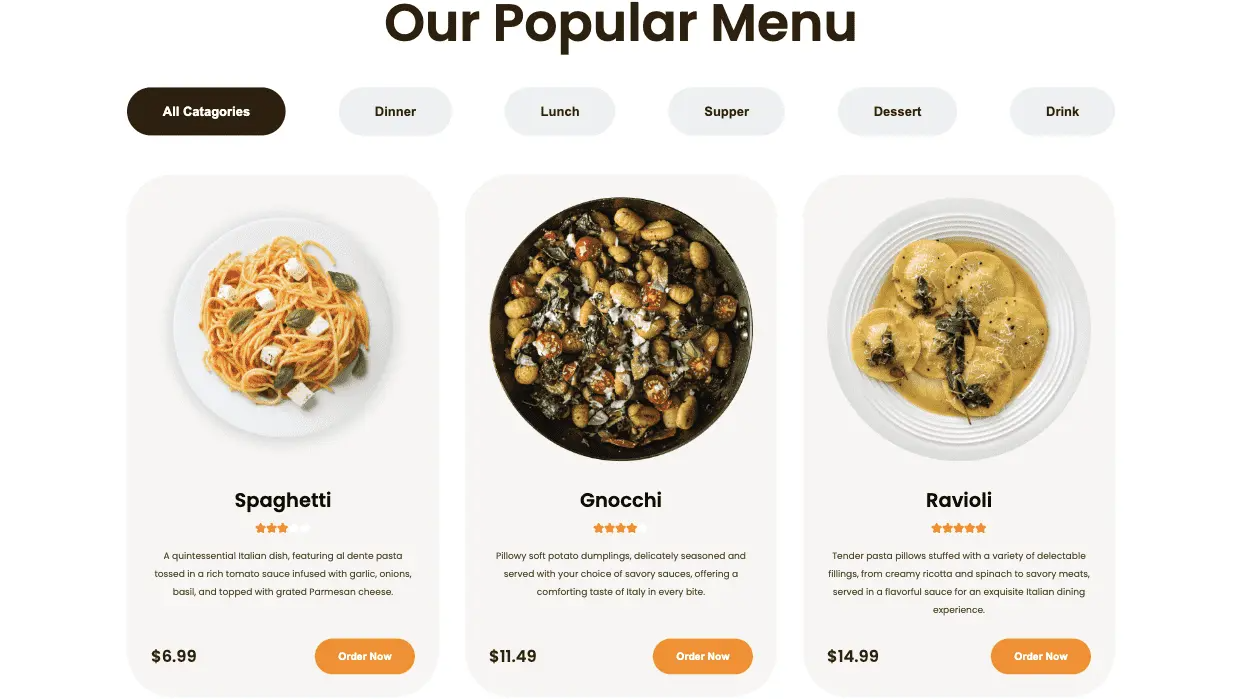 Our Popular Menu
All Catagories
Dinner
Lunch
Supper
Dessert
Drink
Spaghetti
A quintessential Italian dish, featuring al dente pasta
tossed in a rich tomato sauce infused with garlic, onions,
basil, and topped with grated Parmesan cheese.
$6.99
Order Now
Gnocchi
Pillowy soft potato dumplings, delicately seasoned and
served with your choice of savory sauces, offering a
comforting taste of Italy in every bite.
$11.49
Order Now
Ravioli
Tender pasta pillows stuffed with a variety of delectable
fillings, from creamy ricotta and spinach to savory meats,
served in a flavorful sauce for an exquisite Italian dining
experience.
$14.99
Order Now